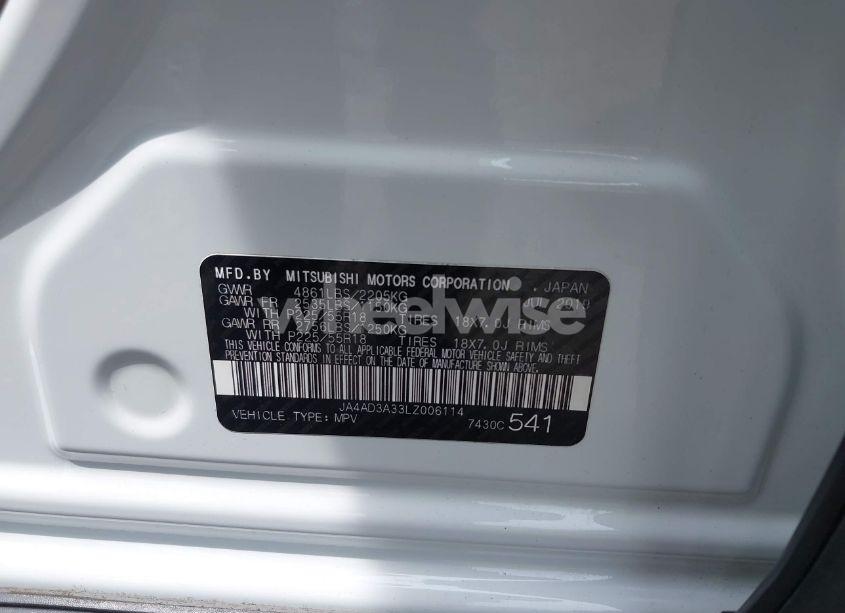 MFD.BY MITSUBISHI MOTORS CORPORATION , JAPAN
GVWR 4861LBS/2205KG JUL 2019
GAWR FR 2535LBS/1150KG
WITH P225/55R18 TIRES 18X7.0J RIMS
GAWR RR /1250KG
WITH P225/55R18 TIRES 18X7.0J RIMS
THIS VEHICLE CONFORMS TO ALL APPLICABLE FEDERAL MOTOR VEHICLE SAFETY AND THEFT
PREVENTION STANDARDS IN EFFECT ON THE DATE OF MANUFACTURE SHOWN ABOVE.
JA4AD3A33LZ006114
VEHICLE TYPE: MPV 7430C 541
wheelwise